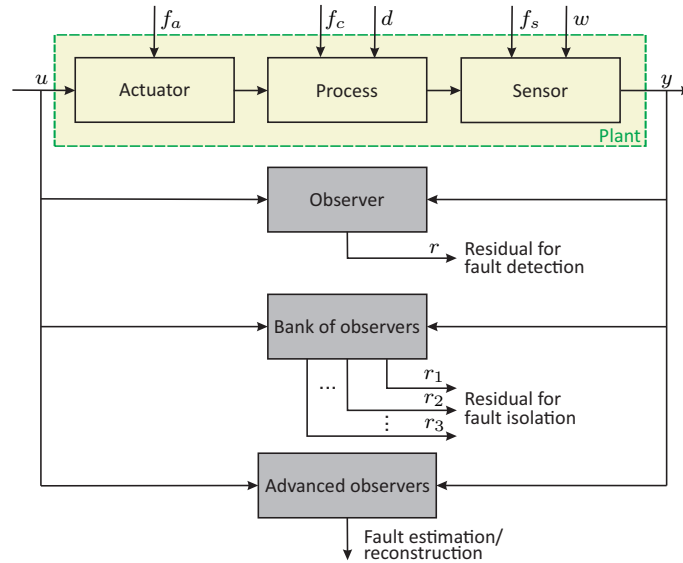 f_a f_c d f_s w
u y
Actuator Process Sensor
Plant
Observer
r Residual for
fault detection
Bank of observers
...
r_1
r_2
⋮
r_3
Residual for
fault isolation
Advanced observers
Fault estimation/
reconstruction